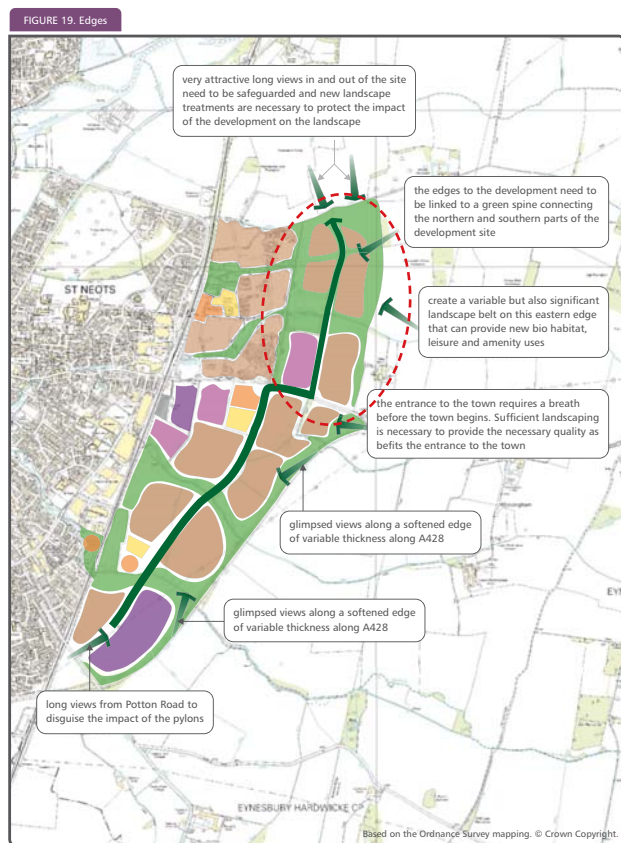 FIGURE 19. Edges
very attractive long views in and out of the site
need to be safeguarded and new landscape
treatments are necessary to protect the impact
of the development on the landscape
the edges to the development need to
be linked to a green spine connecting
the northern and southern parts of the
development site
ST NEOTS
create a variable but also significant
landscape belt on this eastern edge
that can provide new bio habitat,
leisure and amenity uses
the entrance to the town requires a breath
before the town begins. Sufficient landscaping
is necessary to provide the necessary quality as
befits the entrance to the town
glimpsed views along a softened edge
of variable thickness along A428
glimpsed views along a softened edge
of variable thickness along A428
long views from Potton Road to
disguise the impact of the pylons
EYNESBURY HARDWICKE CP
Based on the Ordnance Survey mapping. © Crown Copyright.